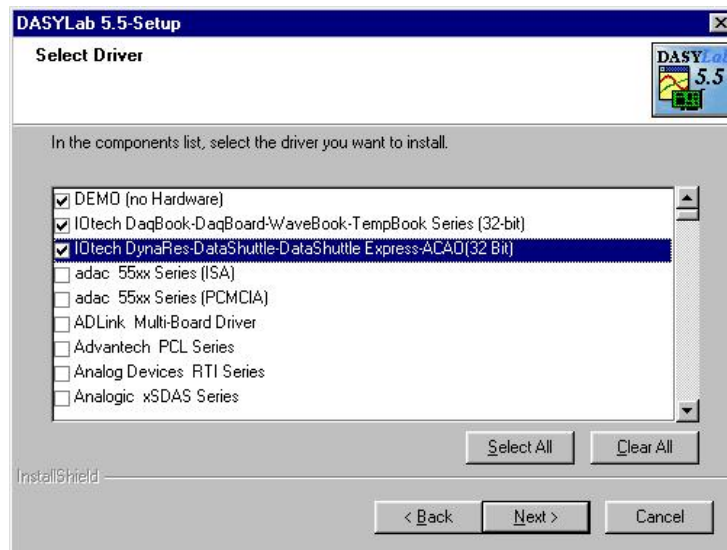 DASYLab 5.5-Setup
Select Driver
DASYLab
5.5
In the components list, select the driver you want to install.
DEMO (no Hardware)
IOtech DaqBook-DaqBoard-WaveBook-TempBook Series (32-bit)
IOtech DynaRes-DataShuttle-DataShuttle Express-ACAO(32 Bit)
adac 55xx Series (ISA)
adac 55xx Series (PCMCIA)
ADLink Multi-Board Driver
Advantech PCL Series
Analog Devices RTI Series
Analogic xSDAS Series
Select All
Clear All
InstallShield
< Back
Next >
Cancel